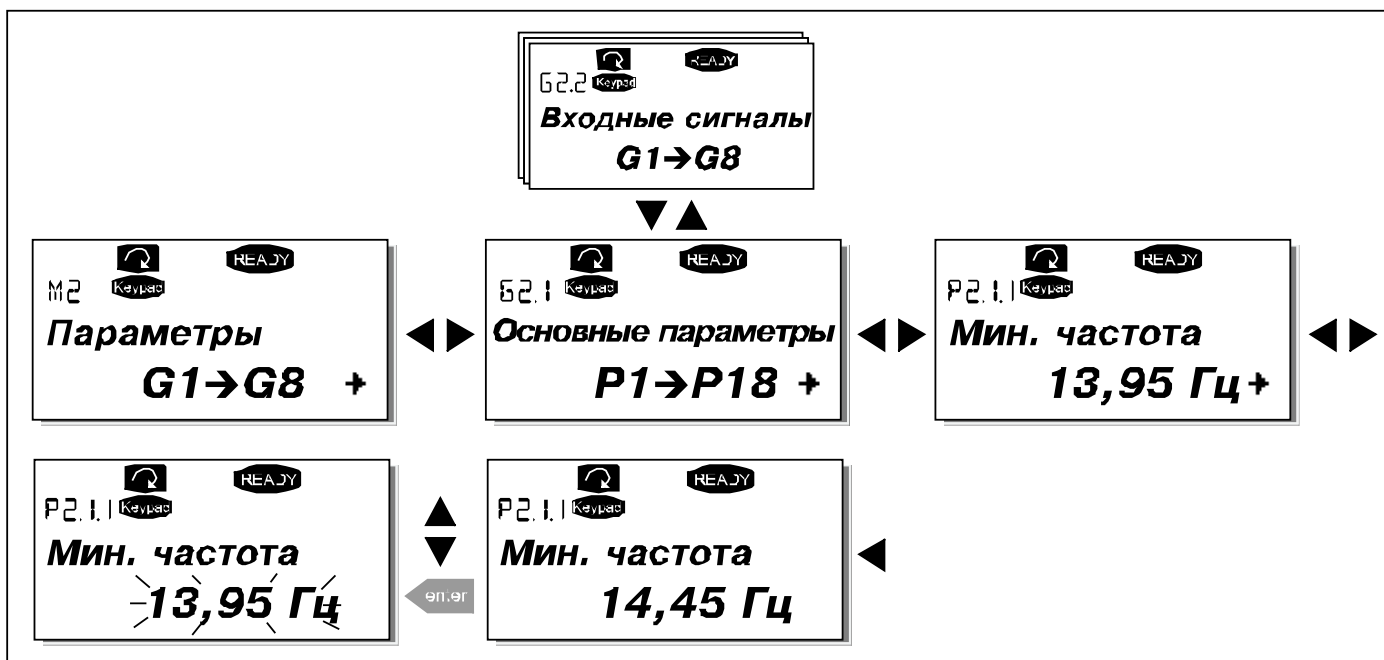 READY
G2.2 Keypad
Входные сигналы
G1→G8
READY
M2 Keypad
Параметры
G1→G8
READY
G2.1 Keypad
Основные параметры
P1→P18
READY
P2.1.1 Keypad
Мин. частота
13,95 Гц
READY
P2.1.1 Keypad
Мин. частота
13,95 Гц
enter
READY
P2.1.1 Keypad
Мин. частота
14,45 Гц